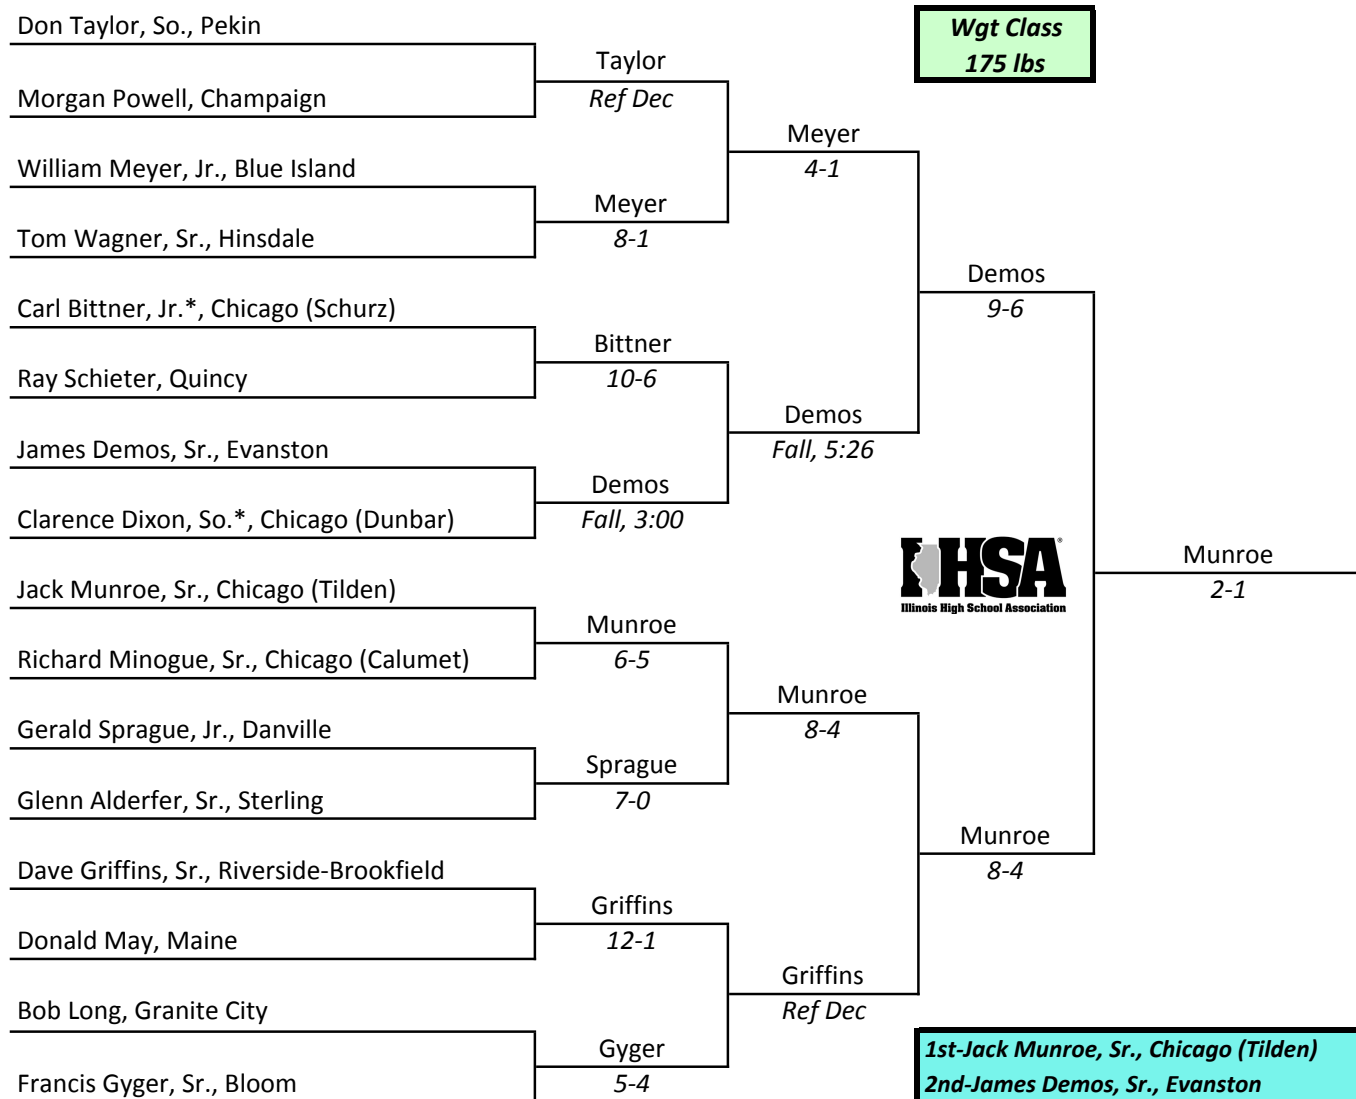 Don Taylor, So., Pekin
Morgan Powell, Champaign
William Meyer, Jr., Blue Island
Tom Wagner, Sr., Hinsdale
Carl Bittner, Jr.*, Chicago (Schurz)
Ray Schieter, Quincy
James Demos, Sr., Evanston
Clarence Dixon, So.*, Chicago (Dunbar)
Jack Munroe, Sr., Chicago (Tilden)
Richard Minogue, Sr., Chicago (Calumet)
Gerald Sprague, Jr., Danville
Glenn Alderfer, Sr., Sterling
Dave Griffins, Sr., Riverside-Brookfield
Donald May, Maine
Bob Long, Granite City
Francis Gyger, Sr., Bloom
Taylor
Ref Dec
Meyer
8-1
Bittner
10-6
Demos
Fall, 3:00
Munroe
6-5
Sprague
7-0
Griffins
12-1
Gyger
5-4
Meyer
4-1
Demos
Fall, 5:26
Munroe
8-4
Griffins
Ref Dec
Wgt Class
175 lbs
Demos
9-6
IHSA®
Illinois High School Association
Munroe
8-4
Munroe
2-1
1st-Jack Munroe, Sr., Chicago (Tilden)
2nd-James Demos, Sr., Evanston